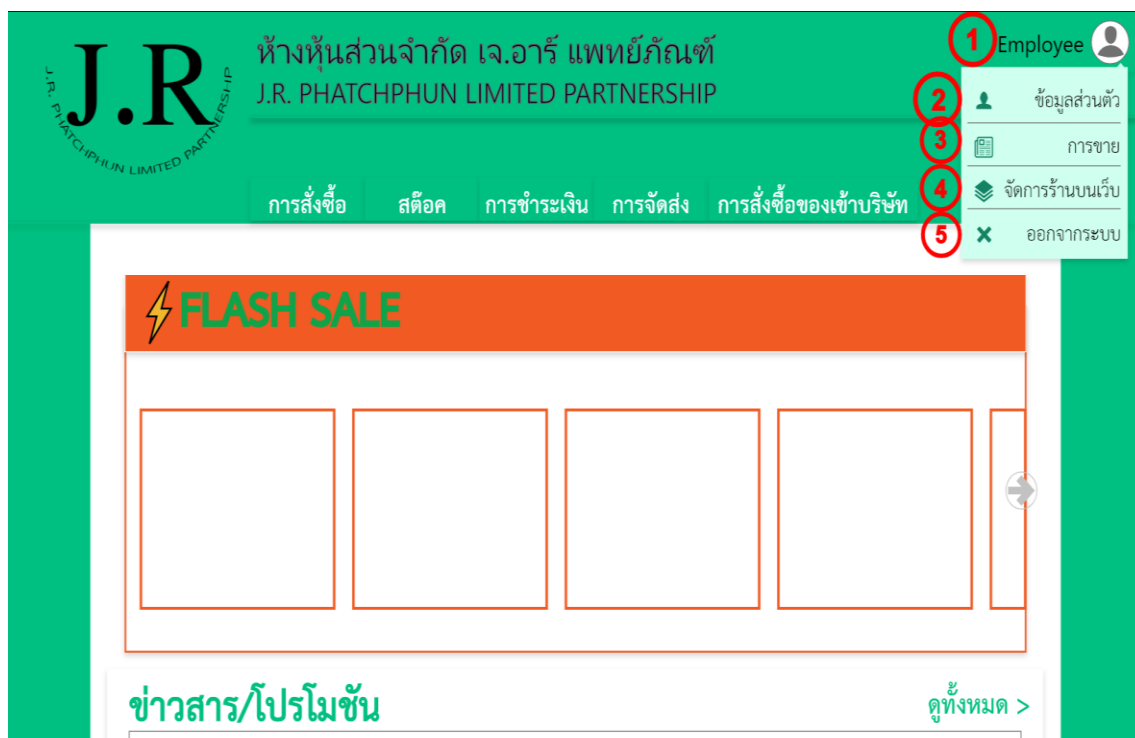 J.R
J.R. PHATCHPHUN LIMITED PARTNERSHIP
ห้างหุ้นส่วนจำกัด เจ.อาร์ แพทย์ภัณฑ์
J.R. PHATCHPHUN LIMITED PARTNERSHIP
1 Employee
2 ข้อมูลส่วนตัว
3 การขาย
4 จัดการร้านบนเว็บ
5 ออกจากระบบ
การสั่งซื้อ สต๊อค การชำระเงิน การจัดส่ง การสั่งซื้อของเข้าบริษัท
FLASH SALE
ข่าวสาร/โปรโมชัน ดูทั้งหมด >